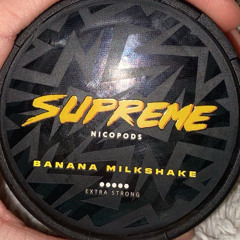 SUPREME
NICOPODS
BANANA MILKSHAKE
EXTRA STRONG